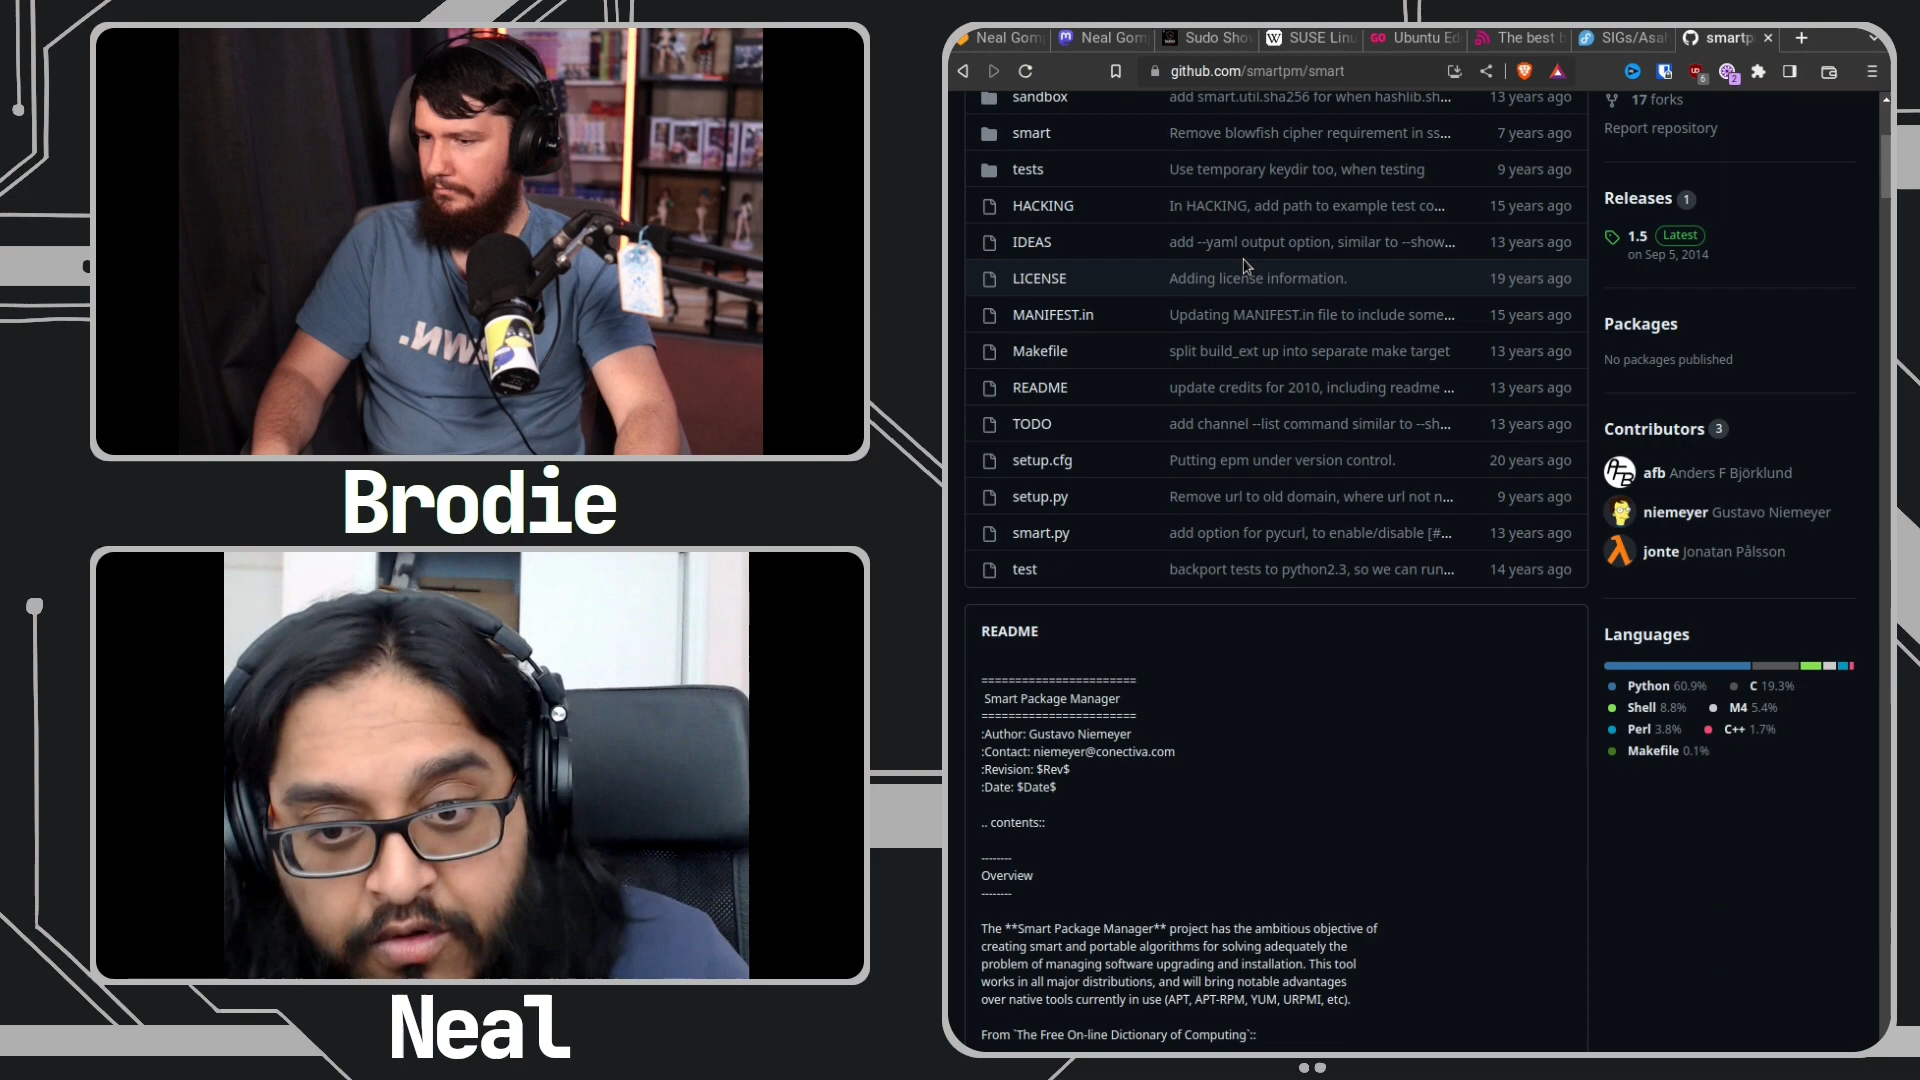 Neal Gom
Neal Gom
Sudo Sho
SUSE Linu
Ubuntu Ed
The best
SIGs/Asah
smartp
github.com/smartpm/smart
6
2
sandbox add smart.util.sha256 for when hashlib.sh... 13 years ago
smart Remove blowfish cipher requirement in ss... 7 years ago
tests Use temporary keydir too, when testing 9 years ago
HACKING In HACKING, add path to example test co... 15 years ago
IDEAS add --yaml output option, similar to --show... 13 years ago
LICENSE Adding license information. 19 years ago
MANIFEST.in Updating MANIFEST.in file to include some... 15 years ago
Makefile split build_ext up into separate make target 13 years ago
README update credits for 2010, including readme ... 13 years ago
TODO add channel --list command similar to --sh... 13 years ago
setup.cfg Putting epm under version control. 20 years ago
setup.py Remove url to old domain, where url not n... 9 years ago
smart.py add option for pycurl, to enable/disable [#... 13 years ago
test backport tests to python2.3, so we can run... 14 years ago
README
=======================
Smart Package Manager
=======================
:Author: Gustavo Niemeyer
:Contact: niemeyer@conectiva.com
:Revision: $Rev$
:Date: $Date$
.. contents::
--------
Overview
--------
The **Smart Package Manager** project has the ambitious objective of
creating smart and portable algorithms for solving adequately the
problem of managing software upgrading and installation. This tool
works in all major distributions, and will bring notable advantages
over native tools currently in use (APT, APT-RPM, YUM, URPMI, etc).
From `The Free On-line Dictionary of Computing`::
17 forks
Report repository
Releases 1
1.5 Latest
on Sep 5, 2014
Packages
No packages published
Contributors 3
afb Anders F Björklund
niemeyer Gustavo Niemeyer
jonte Jonatan Pålsson
Languages
Python 60.9% C 19.3%
Shell 8.8% M4 5.4%
Perl 3.8% C++ 1.7%
Makefile 0.1%
Brodie
Neal